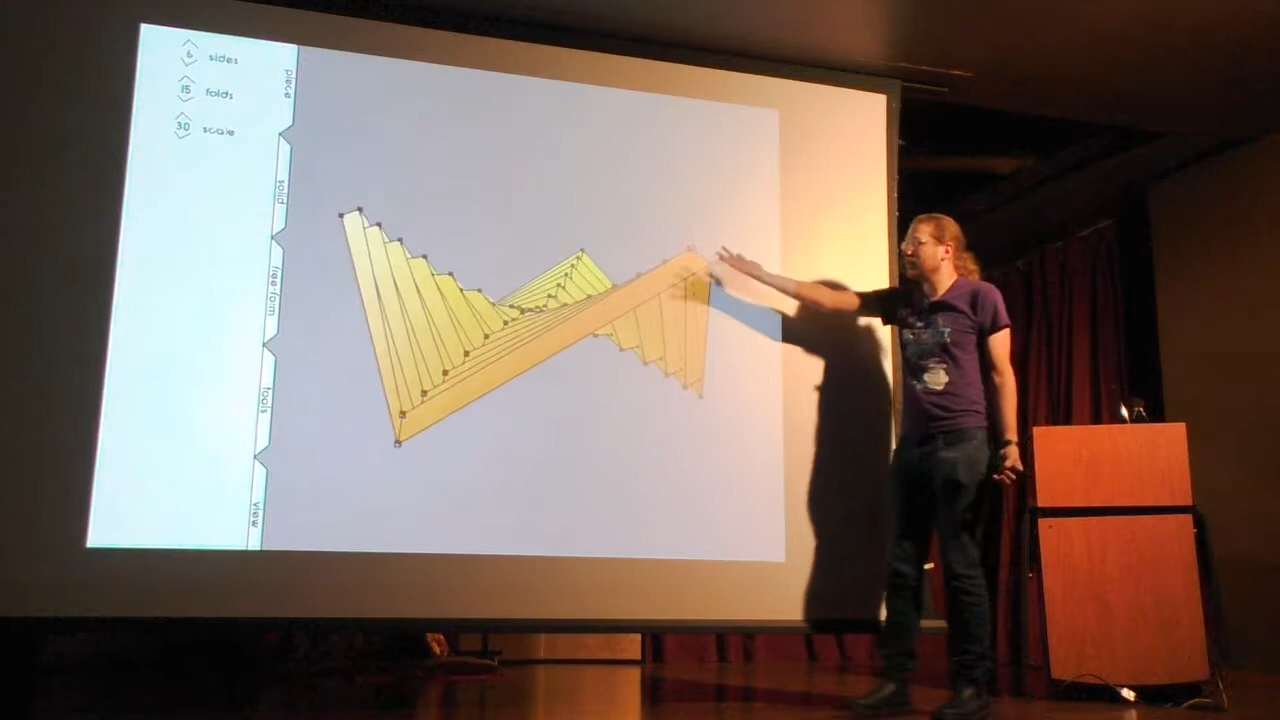 6 sides
15 folds
30 scale
piece
solid
free-form
tools
view